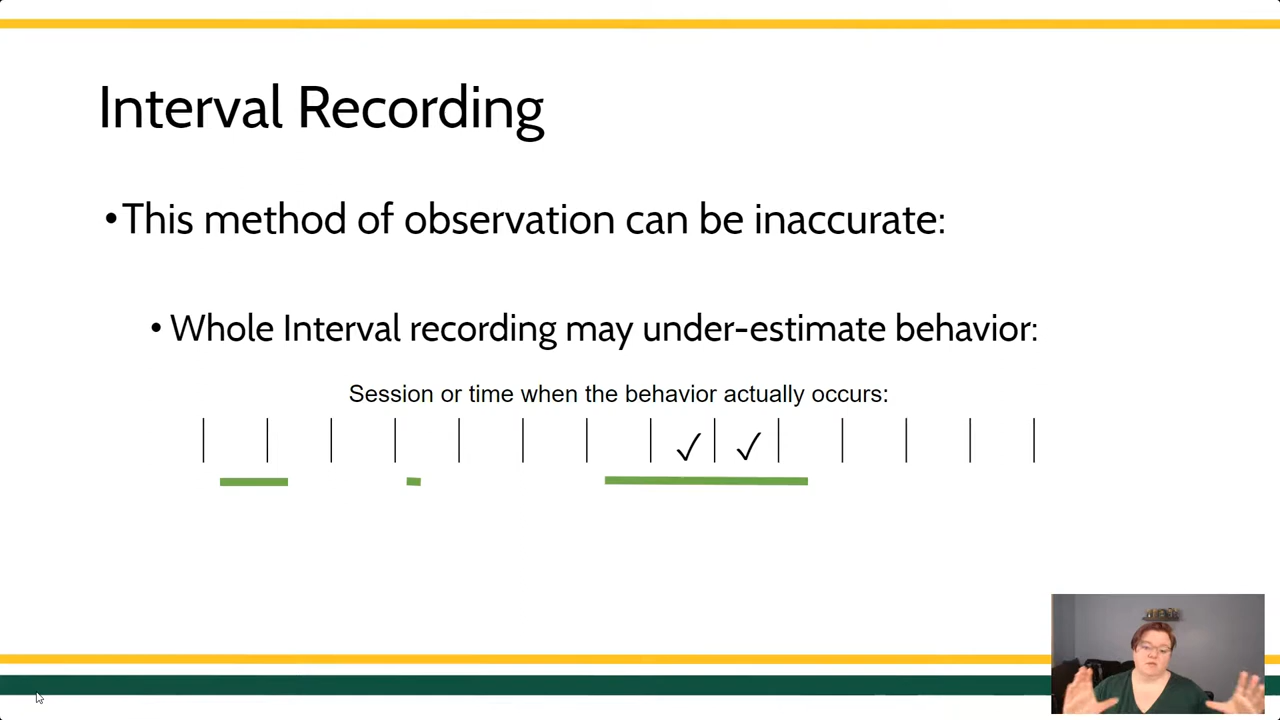 Interval Recording
•This method of observation can be inaccurate:
• Whole Interval recording may under-estimate behavior:
Session or time when the behavior actually occurs:
✓ ✓